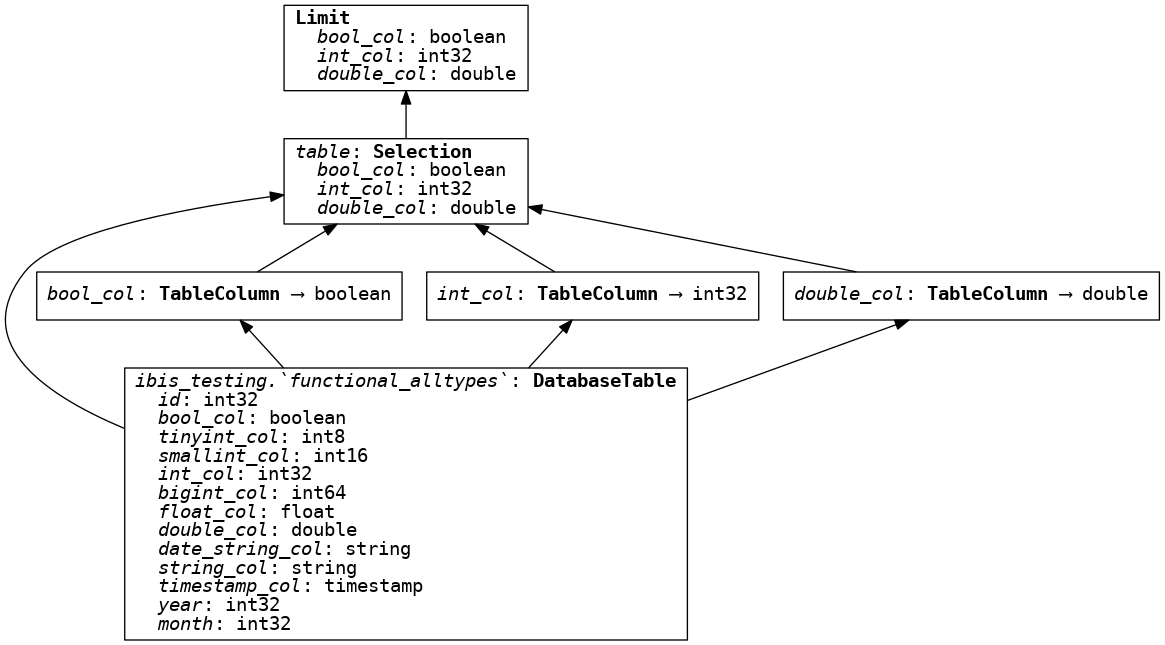 Limit
bool_col: boolean
int_col: int32
double_col: double
table: Selection
bool_col: boolean
int_col: int32
double_col: double
bool_col: TableColumn → boolean
int_col: TableColumn → int32
double_col: TableColumn → double
ibis_testing.`functional_alltypes`: DatabaseTable
id: int32
bool_col: boolean
tinyint_col: int8
smallint_col: int16
int_col: int32
bigint_col: int64
float_col: float
double_col: double
date_string_col: string
string_col: string
timestamp_col: timestamp
year: int32
month: int32